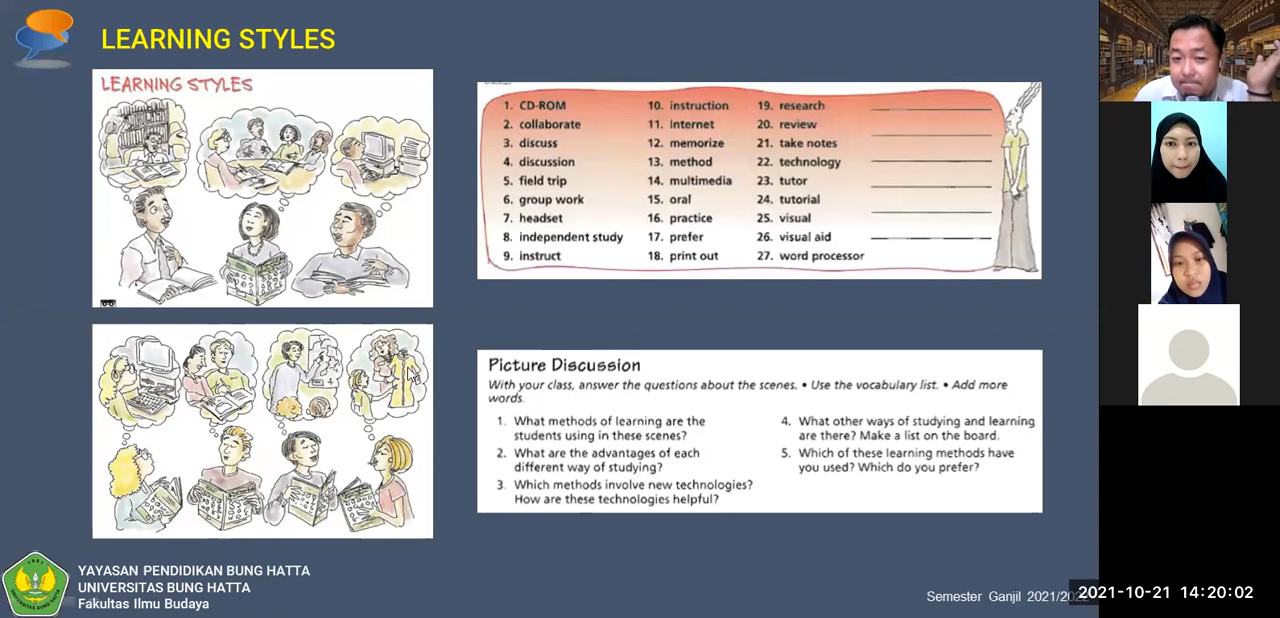 LEARNING STYLES
LEARNING STYLES
1. CD-ROM
2. collaborate
3. discuss
4. discussion
5. field trip
6. group work
7. headset
8. independent study
9. instruct
10. instruction
11. Internet
12. memorize
13. method
14. multimedia
15. oral
16. practice
17. prefer
18. print out
19. research
20. review
21. take notes
22. technology
23. tutor
24. tutorial
25. visual
26. visual aid
27. word processor
Picture Discussion
With your class, answer the questions about the scenes. • Use the vocabulary list. • Add more
words.
1. What methods of learning are the
students using in these scenes?
2. What are the advantages of each
different way of studying?
3. Which methods involve new technologies?
How are these technologies helpful?
4. What other ways of studying and learning
are there? Make a list on the board.
5. Which of these learning methods have
you used? Which do you prefer?
YAYASAN PENDIDIKAN BUNG HATTA
UNIVERSITAS BUNG HATTA
Fakultas Ilmu Budaya
Semester Ganjil 2021/
2021-10-21 14:20:02